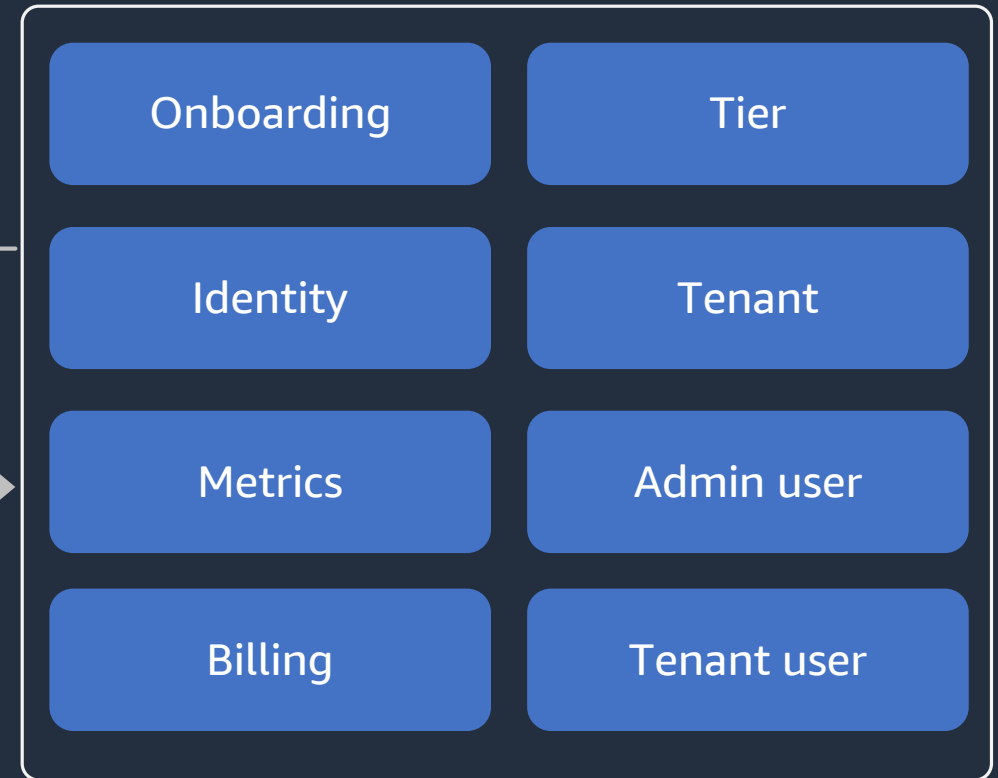 Onboarding
Tier
Identity
Tenant
Metrics
Admin user
Billing
Tenant user